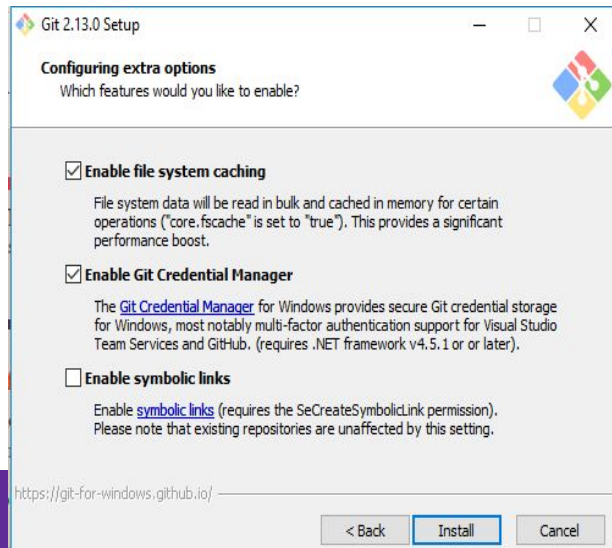 Git 2.13.0 Setup
Configuring extra options
Which features would you like to enable?
Enable file system caching
File system data will be read in bulk and cached in memory for certain
operations ("core.fscache" is set to "true"). This provides a significant
performance boost.
Enable Git Credential Manager
The Git Credential Manager for Windows provides secure Git credential storage
for Windows, most notably multi-factor authentication support for Visual Studio
Team Services and GitHub. (requires .NET framework v4.5.1 or or later).
Enable symbolic links
Enable symbolic links (requires the SeCreateSymbolicLink permission).
Please note that existing repositories are unaffected by this setting.
https://git-for-windows.github.io/
< Back Install Cancel